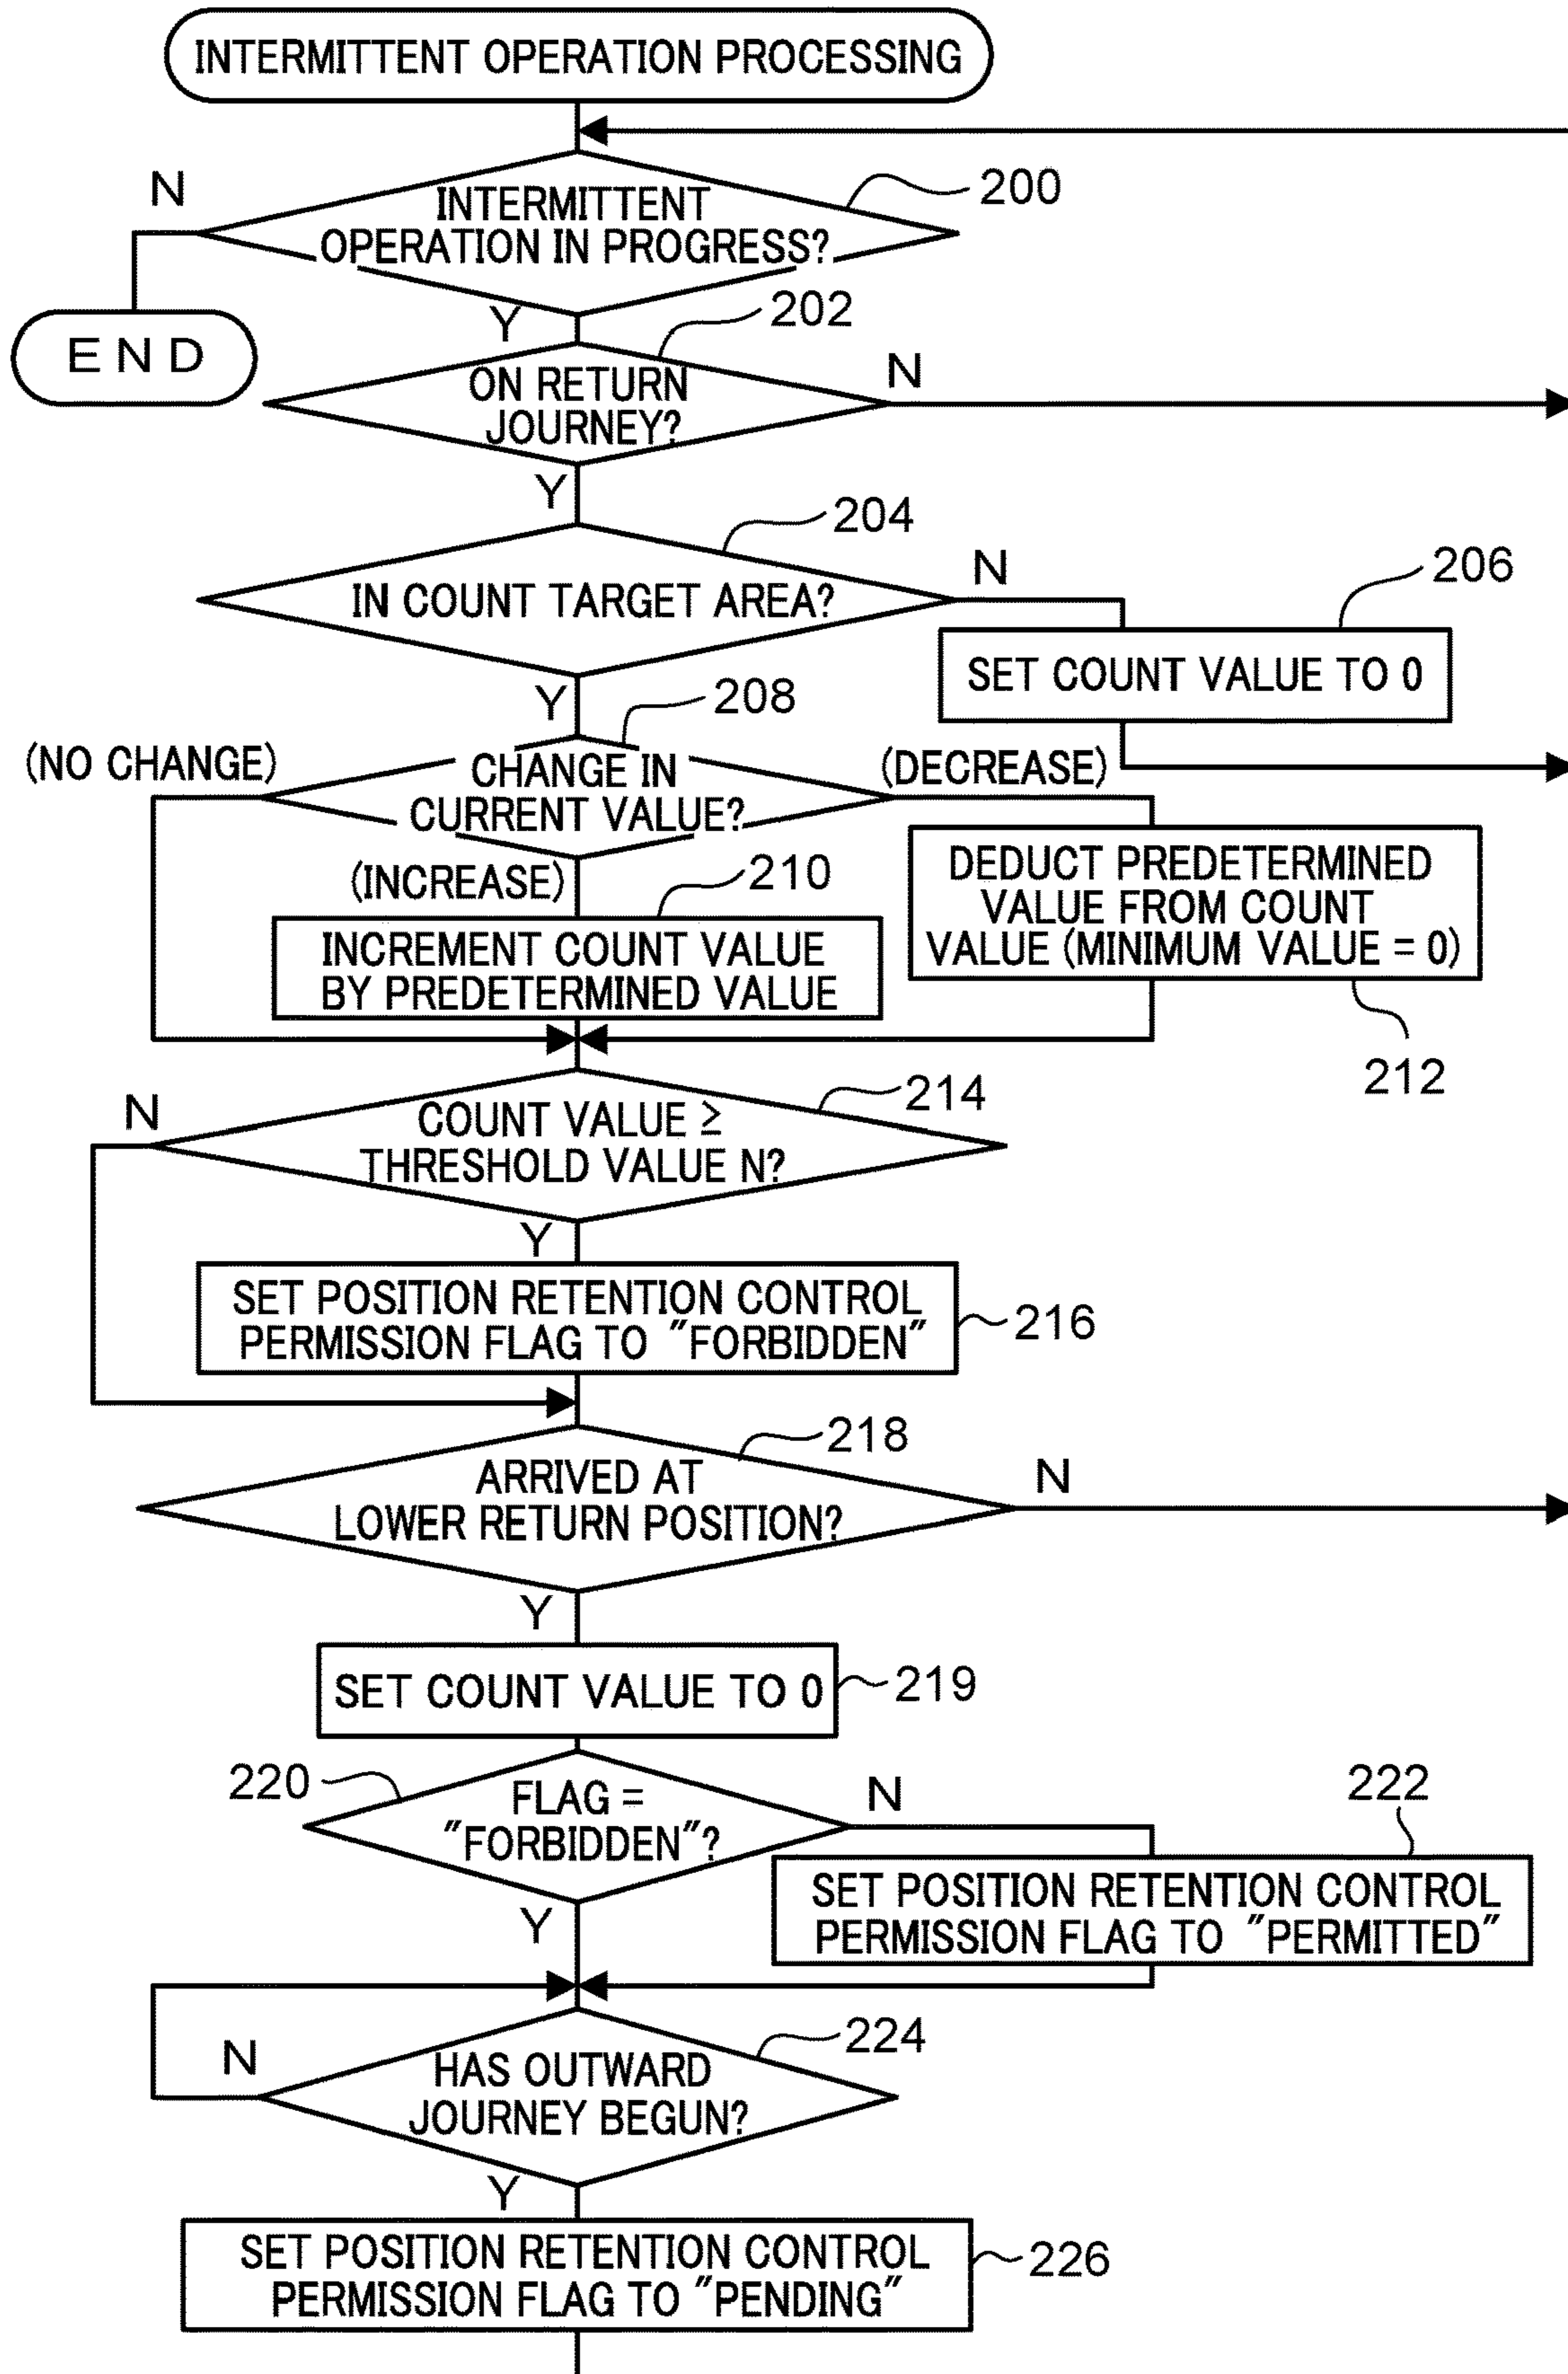 INTERMITTENT OPERATION PROCESSING
N
200
INTERMITTENT
OPERATION IN PROGRESS?
Y
END
202
N
ON RETURN
JOURNEY?
Y
204
N
IN COUNT TARGET AREA?
206
SET COUNT VALUE TO 0
Y
208
(NO CHANGE)
CHANGE IN
CURRENT VALUE?
(DECREASE)
(INCREASE)
210
DEDUCT PREDETERMINED
VALUE FROM COUNT
VALUE (MINIMUM VALUE = 0)
INCREMENT COUNT VALUE
BY PREDETERMINED VALUE
212
N
214
COUNT VALUE ≥
THRESHOLD VALUE N?
Y
SET POSITION RETENTION CONTROL
PERMISSION FLAG TO "FORBIDDEN"
216
218
N
ARRIVED AT
LOWER RETURN POSITION?
Y
SET COUNT VALUE TO 0
219
220
FLAG =
"FORBIDDEN"?
N
222
Y
SET POSITION RETENTION CONTROL
PERMISSION FLAG TO "PERMITTED"
224
N
HAS OUTWARD
JOURNEY BEGUN?
Y
SET POSITION RETENTION CONTROL
PERMISSION FLAG TO "PENDING"
226